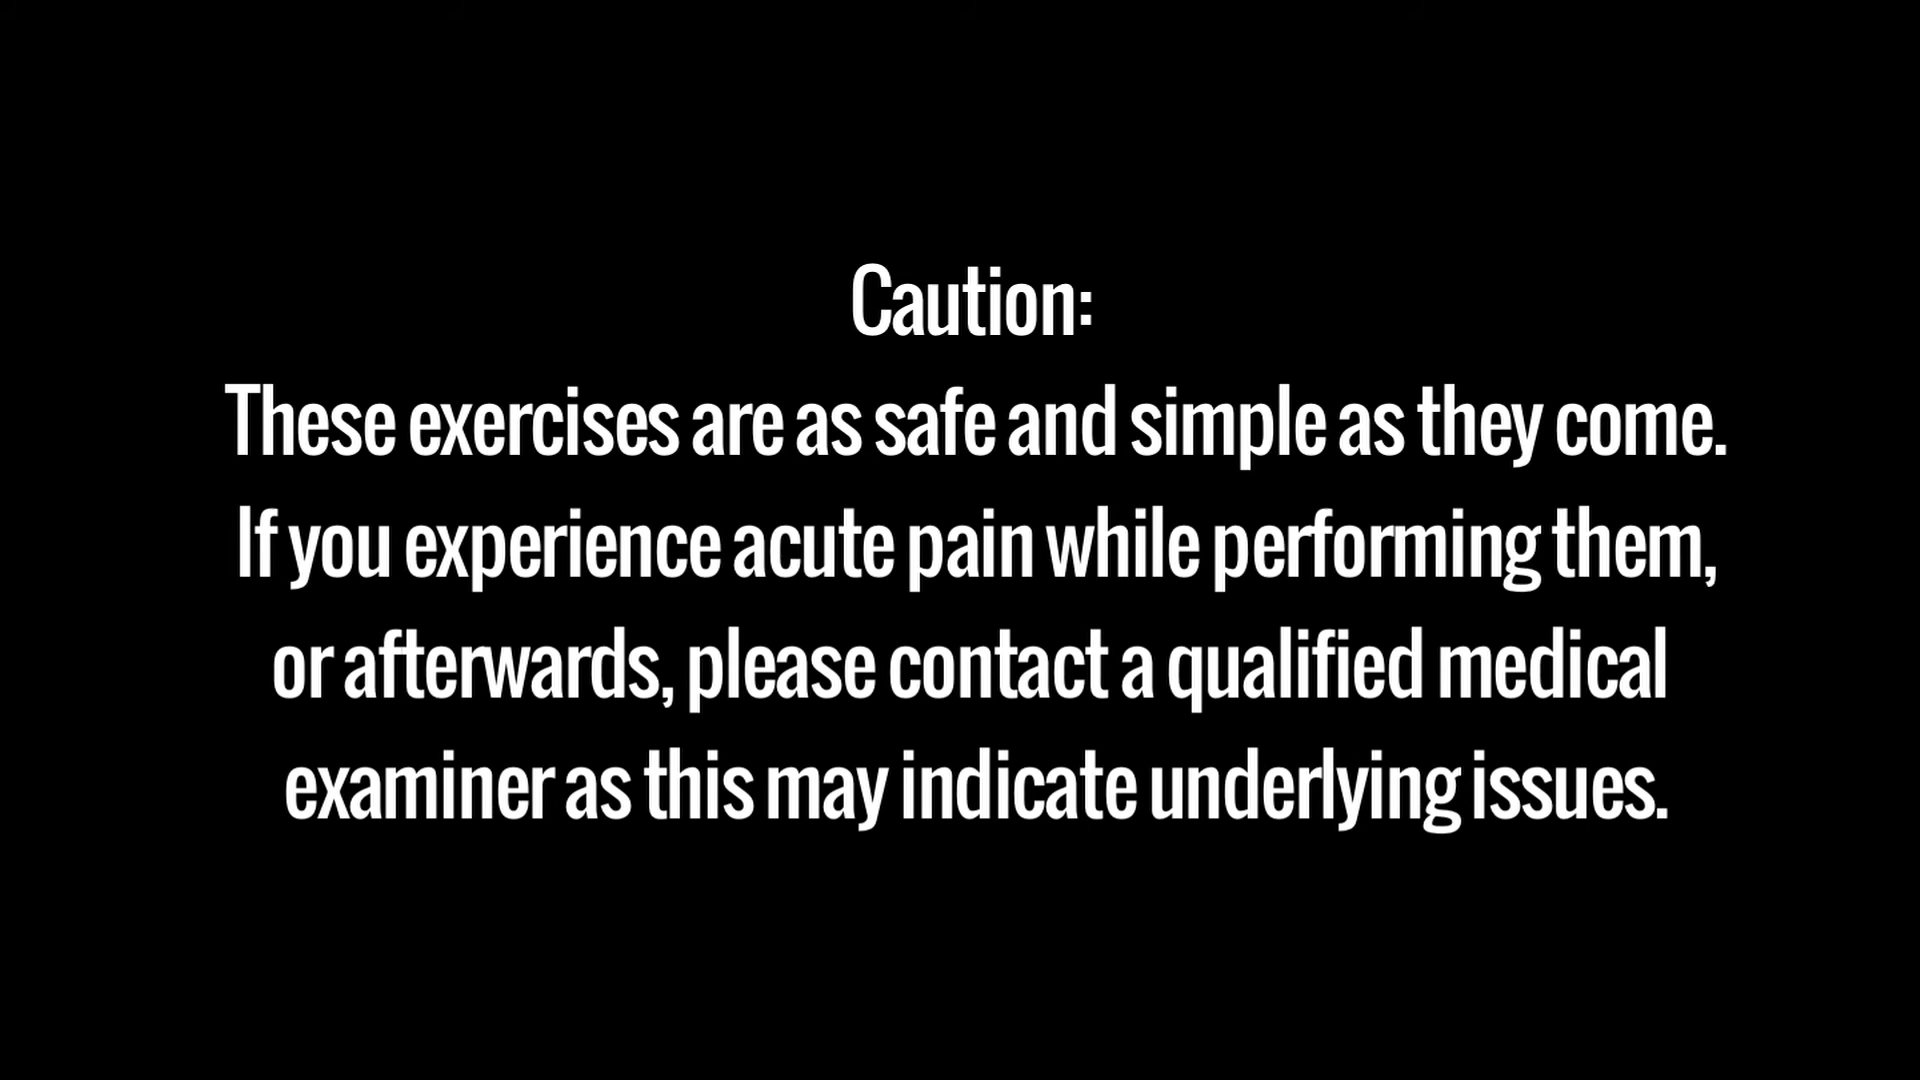 Caution:
These exercises are as safe and simple as they come.
If you experience acute pain while performing them,
or afterwards, please contact a qualified medical
examiner as this may indicate underlying issues.